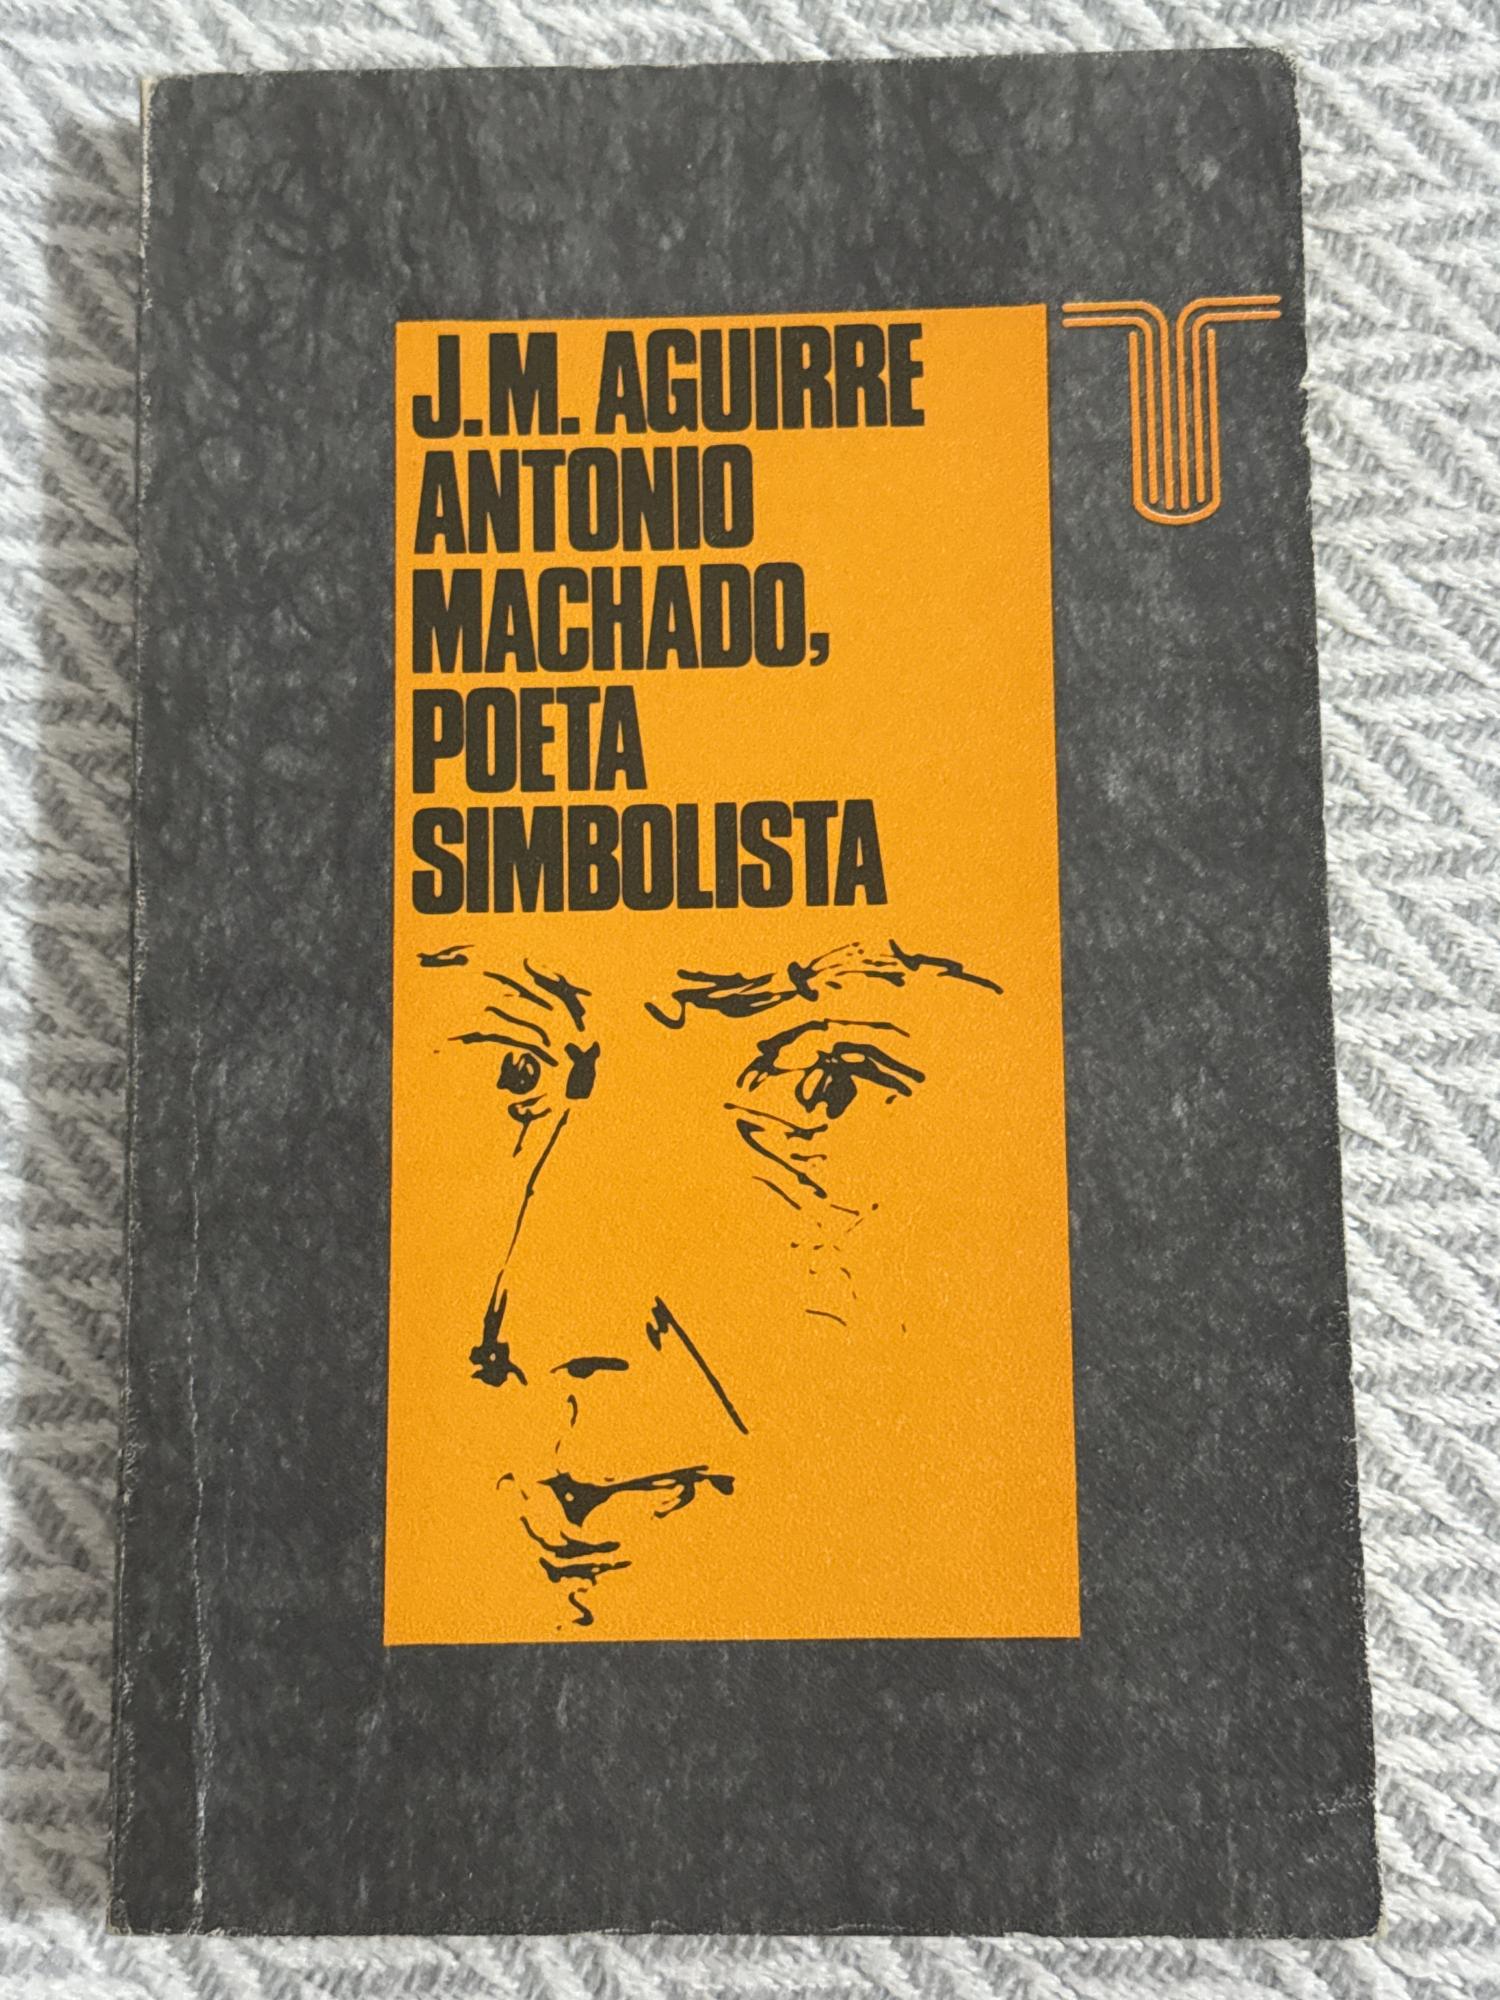 J.M. AGUIRRE
ANTONIO
MACHADO,
POETA
SIMBOLISTA